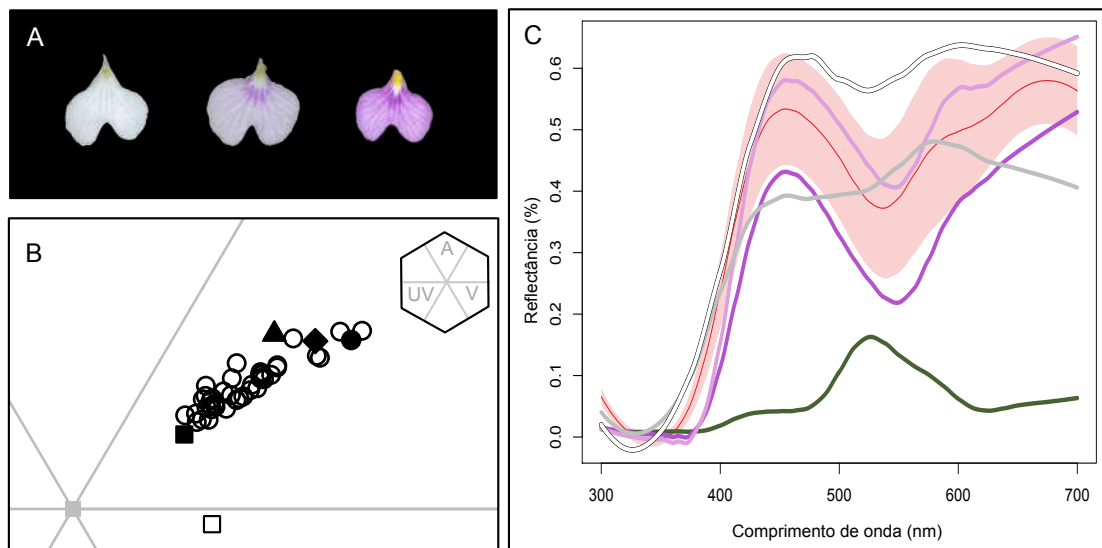 A
B
A
UV V
C
Reflectância (%)
0.6
0.5
0.4
0.3
0.2
0.1
0.0
300 400 500 600 700
Comprimento de onda (nm)